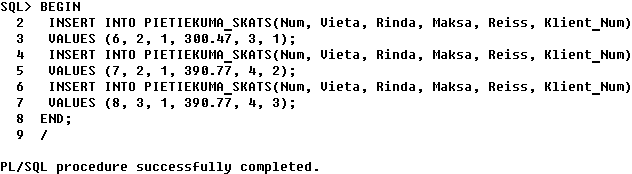 SQL> BEGIN
2 INSERT INTO PIETIEKUMA_SKATS(Num, Vieta, Rinda, Maksa, Reiss, Klient_Num)
3 VALUES (6, 2, 1, 300.47, 3, 1);
4 INSERT INTO PIETIEKUMA_SKATS(Num, Vieta, Rinda, Maksa, Reiss, Klient_Num)
5 VALUES (7, 2, 1, 390.77, 4, 2);
6 INSERT INTO PIETIEKUMA_SKATS(Num, Vieta, Rinda, Maksa, Reiss, Klient_Num)
7 VALUES (8, 3, 1, 390.77, 4, 3);
8 END;
9 /
PL/SQL procedure successfully completed.